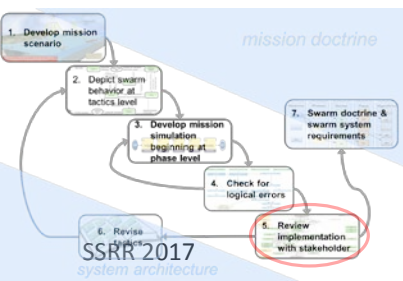 1. Develop mission
scenario
mission doctrine
2. Depict swarm
behavior at
tactics level
3. Develop mission
simulation
beginning at
phase level
7. Swarm doctrine &
swarm system
requirements
4. Check for
logical errors
5. Review
implementation
with stakeholder
6. Revise
tactics
SSRR 2017
system architecture